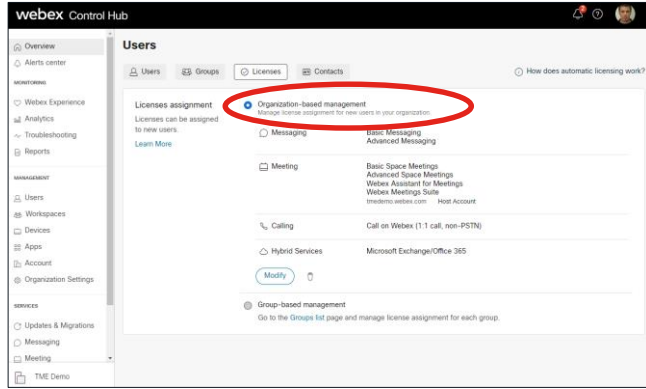 webex Control Hub
2
Overview
Alerts center
MONITORING
Webex Experience
Analytics
Troubleshooting
Reports
MANAGEMENT
Users
Workspaces
Devices
Apps
Account
Organization Settings
SERVICES
Updates & Migrations
Messaging
Meeting
TME Demo
Users
Users
Groups
Licenses
Contacts
How does automatic licensing work?
Licenses assignment
Licenses can be assigned
to new users.
Learn More
Organization-based management
Manage license assignment for new users in your organization
Messaging
Basic Messaging
Advanced Messaging
Meeting
Basic Space Meetings
Advanced Space Meetings
Webex Assistant for Meetings
Webex Meetings Suite
tmedemo.webex.com Host Account
Calling
Call on Webex (1:1 call, non-PSTN)
Hybrid Services
Microsoft Exchange/Office 365
Modify
Group-based management
Go to the Groups list page and manage license assignment for each group.